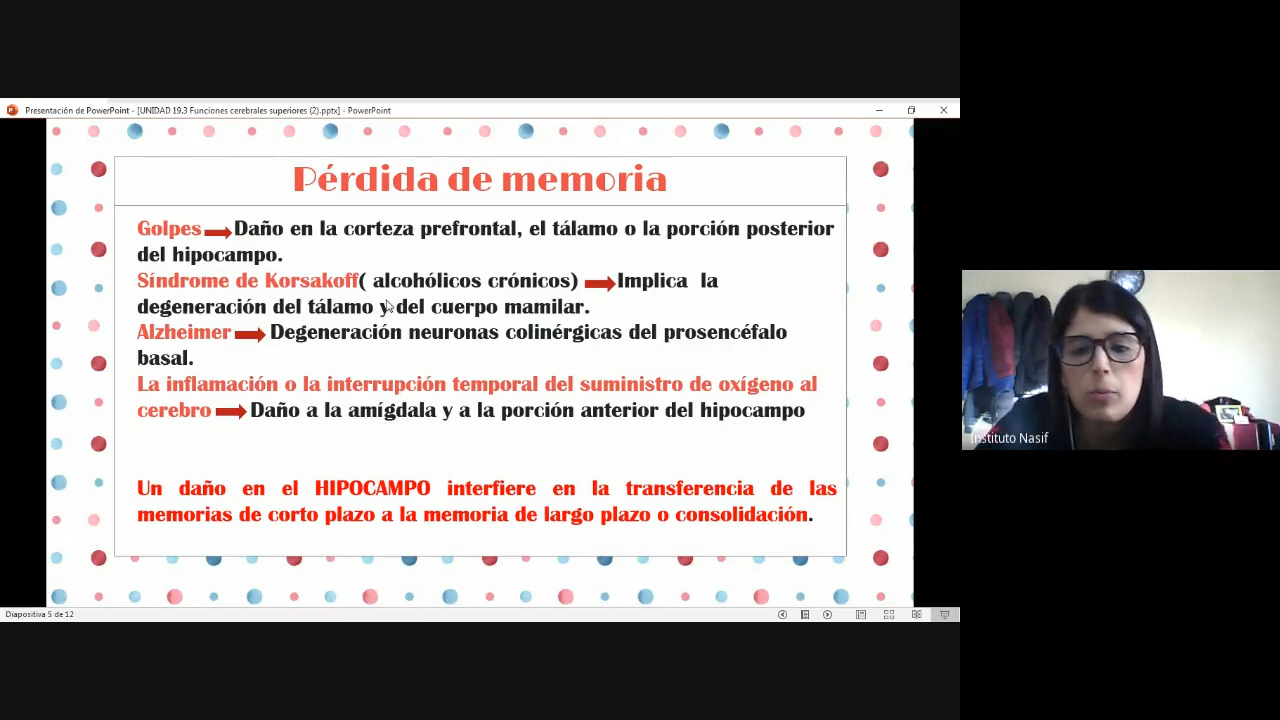 Presentación de PowerPoint - [UNIDAD 19.3 Funciones cerebrales superiores (2).pptx] - PowerPoint
Pérdida de memoria
Golpes Daño en la corteza prefrontal, el tálamo o la porción posterior
del hipocampo.
Síndrome de Korsakoff( alcohólicos crónicos) Implica la
degeneración del tálamo y del cuerpo mamilar.
Alzheimer Degeneración neuronas colinérgicas del prosencéfalo
basal.
La inflamación o la interrupción temporal del suministro de oxígeno al
cerebro Daño a la amígdala y a la porción anterior del hipocampo
Un daño en el HIPOCAMPO interfiere en la transferencia de las
memorias de corto plazo a la memoria de largo plazo o consolidación.
Instituto Nasif
Diapositiva 5 de 12